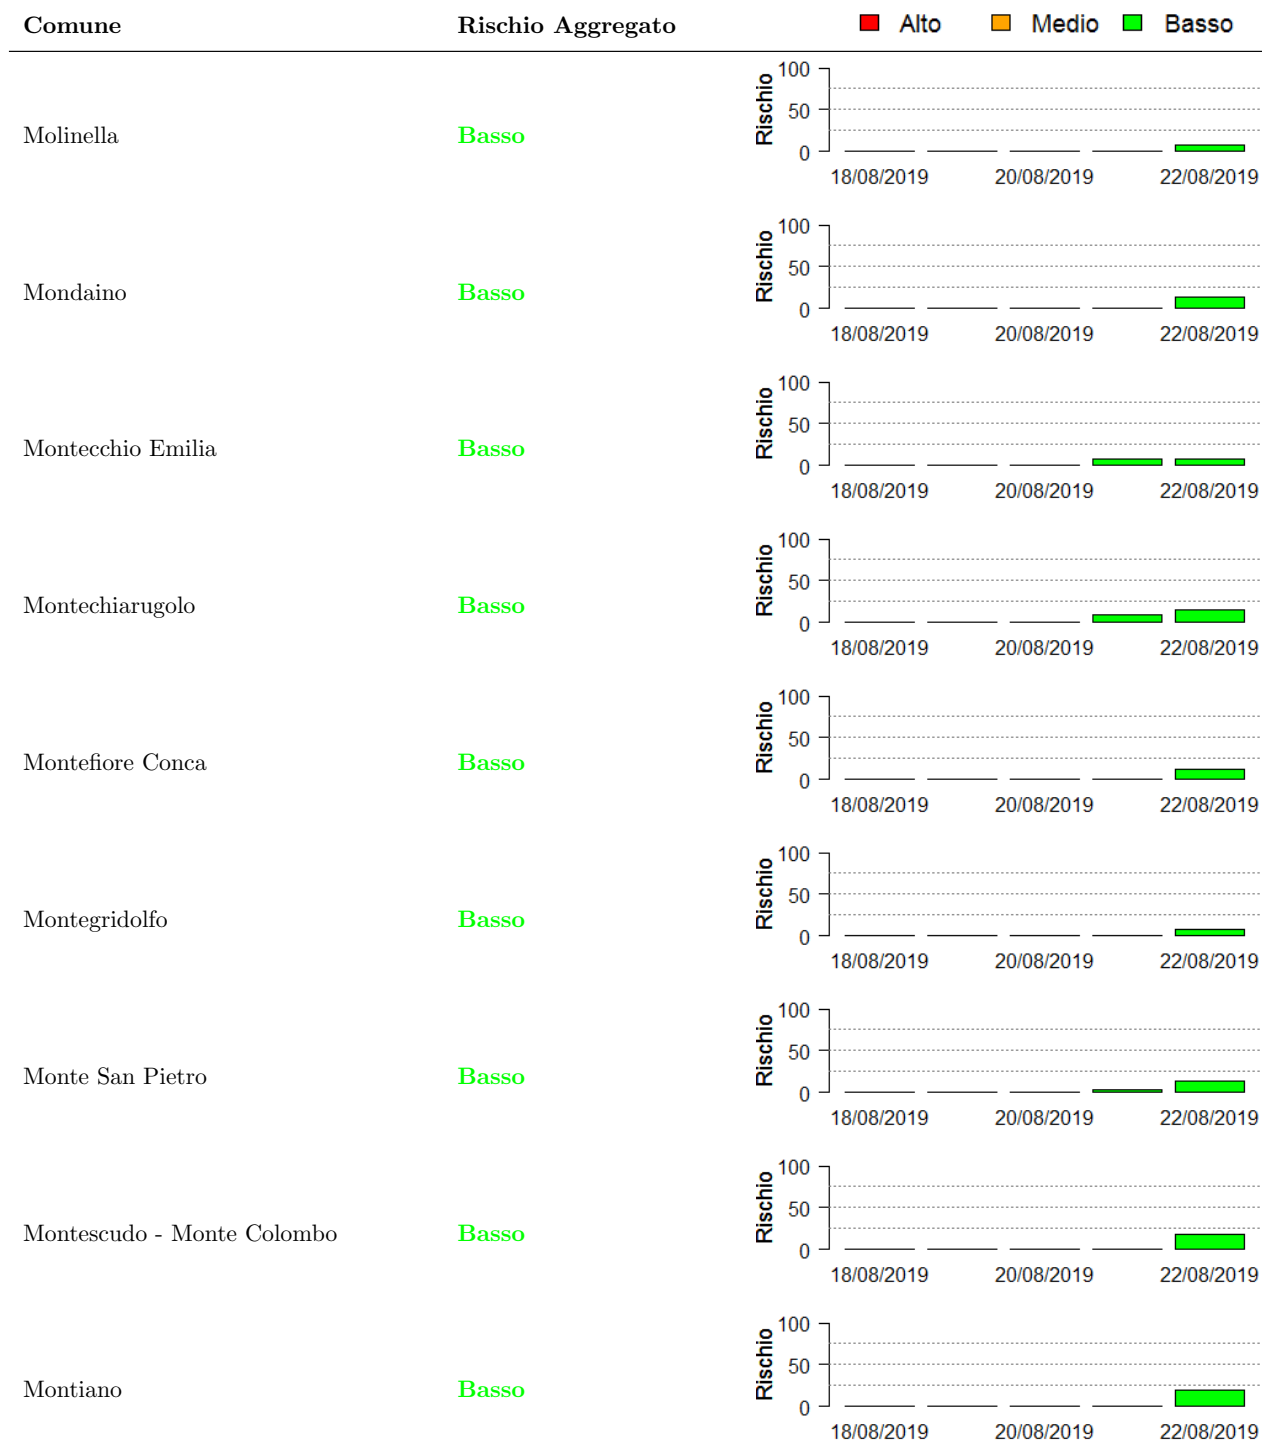 Comune Rischio Aggregato Alto Medio Basso
100
50
0
Rischio
Molinella Basso
18/08/2019 20/08/2019 22/08/2019
100
50
0
Rischio
Mondaino Basso
18/08/2019 20/08/2019 22/08/2019
100
50
0
Rischio
Montecchio Emilia Basso
18/08/2019 20/08/2019 22/08/2019
100
50
0
Rischio
Montechiarugolo Basso
18/08/2019 20/08/2019 22/08/2019
100
50
0
Rischio
Montefiore Conca Basso
18/08/2019 20/08/2019 22/08/2019
100
50
0
Rischio
Montegridolfo Basso
18/08/2019 20/08/2019 22/08/2019
100
50
0
Rischio
Monte San Pietro Basso
18/08/2019 20/08/2019 22/08/2019
100
50
0
Rischio
Montescudo - Monte Colombo Basso
18/08/2019 20/08/2019 22/08/2019
100
50
0
Rischio
Montiano Basso
18/08/2019 20/08/2019 22/08/2019